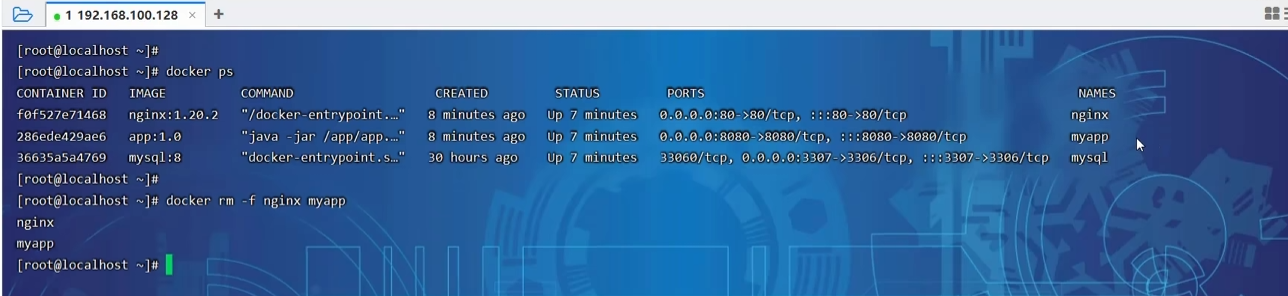 1 192.168.100.128 × +
[root@localhost ~]#
[root@localhost ~]# docker ps
CONTAINER ID   IMAGE          COMMAND                  CREATED         STATUS         PORTS                                                    NAMES
f0f527e71468   nginx:1.20.2   "/docker-entrypoint.…"   8 minutes ago   Up 7 minutes   0.0.0.0:80->80/tcp, :::80->80/tcp                        nginx
286ede429ae6   app:1.0        "java -jar /app/app.…"   8 minutes ago   Up 7 minutes   0.0.0.0:8080->8080/tcp, :::8080->8080/tcp                myapp
36635a5a4769   mysql:8        "docker-entrypoint.s…"   30 hours ago    Up 7 minutes   33060/tcp, 0.0.0.0:3307->3306/tcp, :::3307->3306/tcp   mysql
[root@localhost ~]#
[root@localhost ~]# docker rm -f nginx myapp
nginx
myapp
[root@localhost ~]#